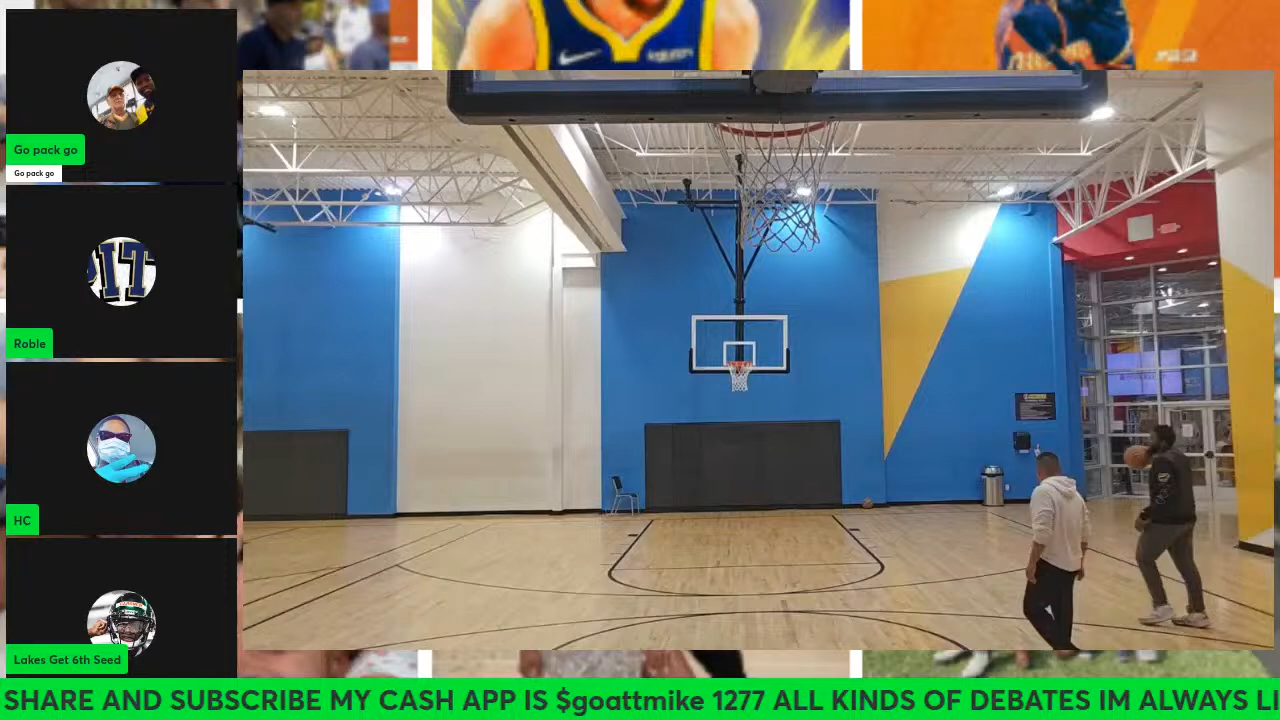 Go pack go
Go pack go
Roble
HC
Lakes Get 6th Seed
SHARE AND SUBSCRIBE MY CASH APP IS $goattmike 1277 ALL KINDS OF DEBATES IM ALWAYS LI